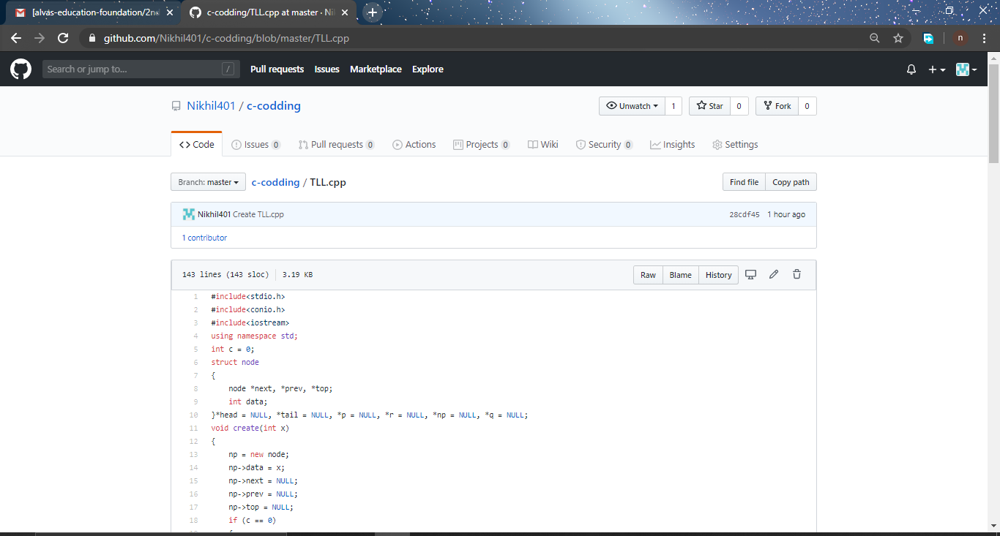 [alvas-education-foundation/2n
c-codding/TLL.cpp at master · Ni
github.com/Nikhil401/c-codding/blob/master/TLL.cpp
n
Search or jump to... /
Pull requests Issues Marketplace Explore
Nikhil401 / c-codding
Unwatch 1 Star 0 Fork 0
Code Issues 0 Pull requests 0 Actions Projects 0 Wiki Security 0 Insights Settings
Branch: master c-codding / TLL.cpp Find file Copy path
Nikhil401 Create TLL.cpp 28cdf45 1 hour ago
1 contributor
143 lines (143 sloc) 3.19 KB Raw Blame History
1 #include<stdio.h>
2 #include<conio.h>
3 #include<iostream>
4 using namespace std;
5 int c = 0;
6 struct node
7 {
8 node *next, *prev, *top;
9 int data;
10 }*head = NULL, *tail = NULL, *p = NULL, *r = NULL, *np = NULL, *q = NULL;
11 void create(int x)
12 {
13 np = new node;
14 np->data = x;
15 np->next = NULL;
16 np->prev = NULL;
17 np->top = NULL;
18 if (c == 0)